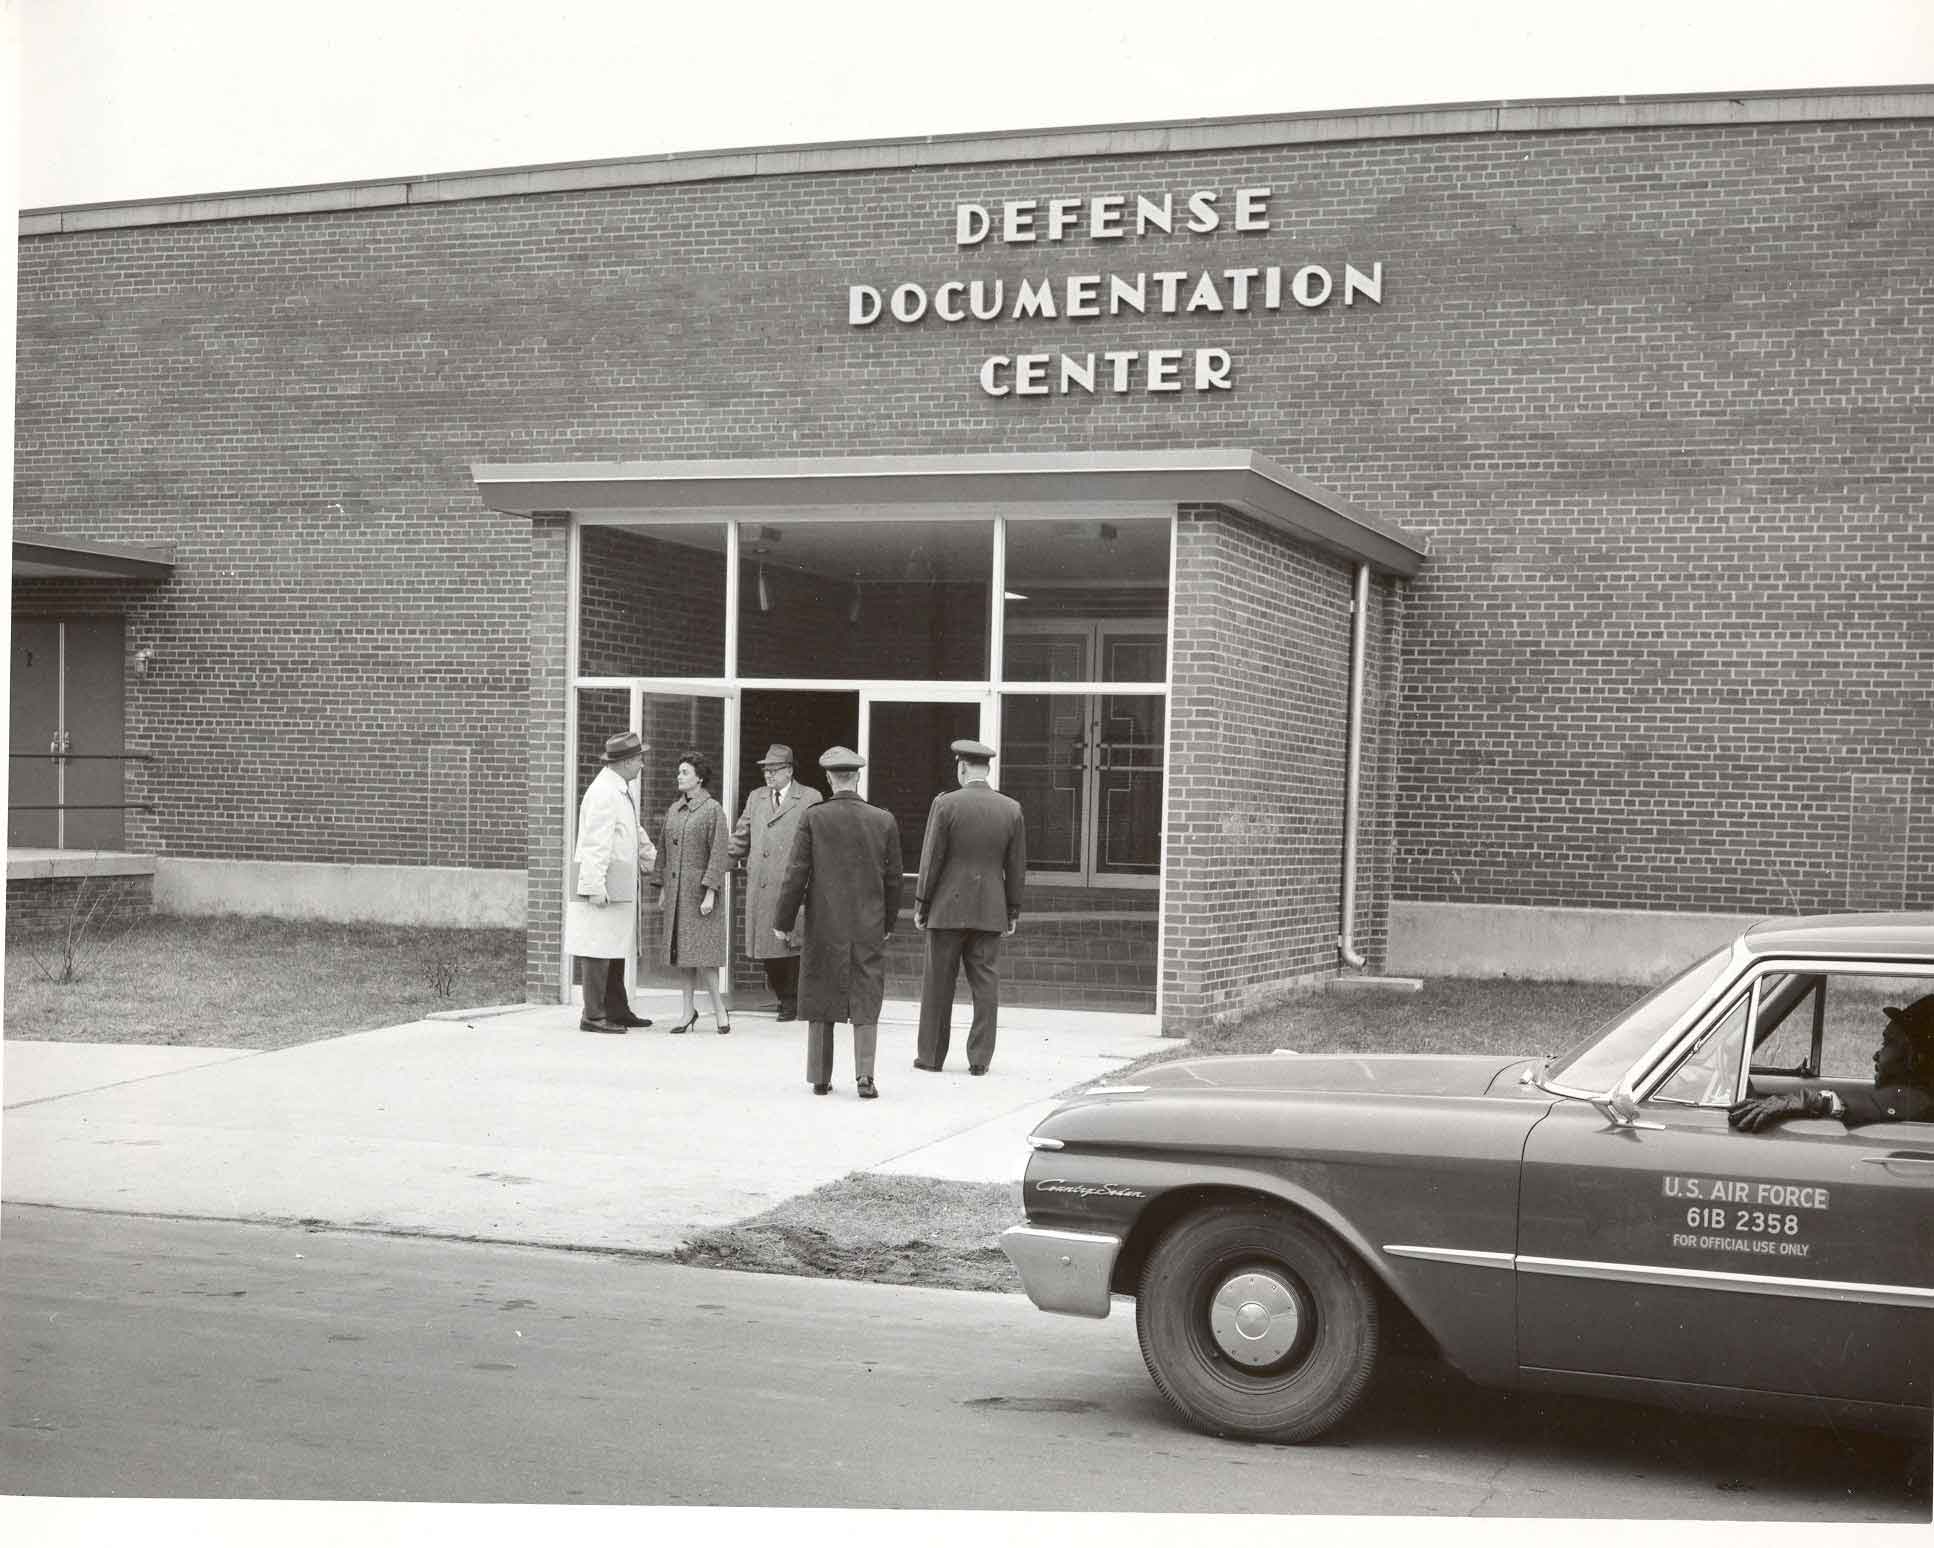 DEFENSE
DOCUMENTATION
CENTER
Country Sedan
U.S. AIR FORCE
61B 2358
FOR OFFICIAL USE ONLY